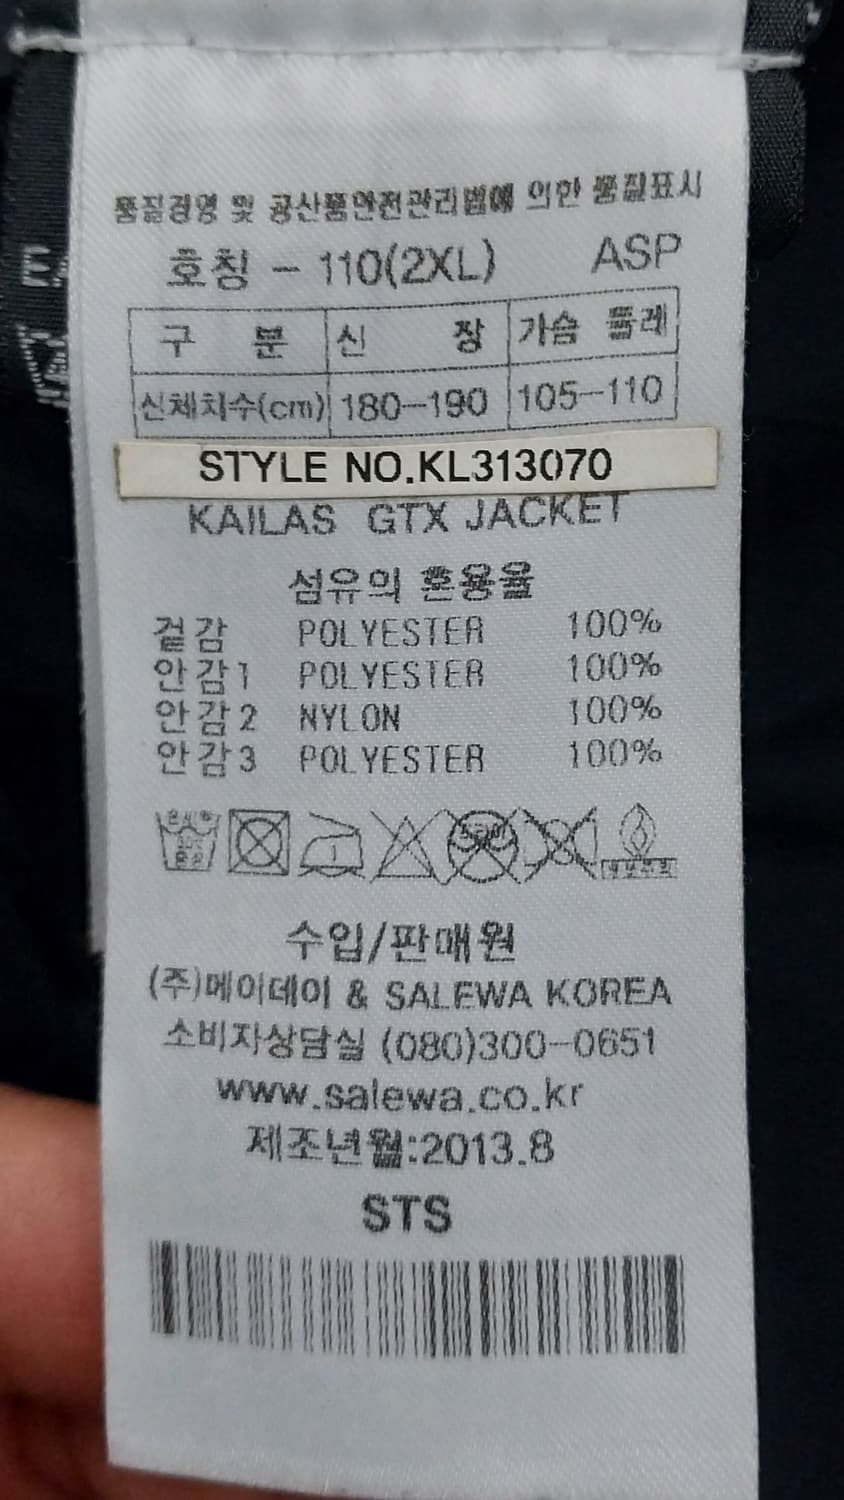 품질경영 및 공산품안전관리법에 의한 품질표시
호칭 - 110(2XL) ASP
구 분 신 장 가슴 둘레
신체치수(cm) 180-190 105-110
STYLE NO.KL313070
KAILAS GTX JACKET
섬유의 혼용율
겉감 POLYESTER 100%
안감1 POLYESTER 100%
안감2 NYLON 100%
안감3 POLYESTER 100%
수입/판매원
(주)메이데이 & SALEWA KOREA
소비자상담실 (080)300-0651
www.salewa.co.kr
제조년월:2013.8
STS